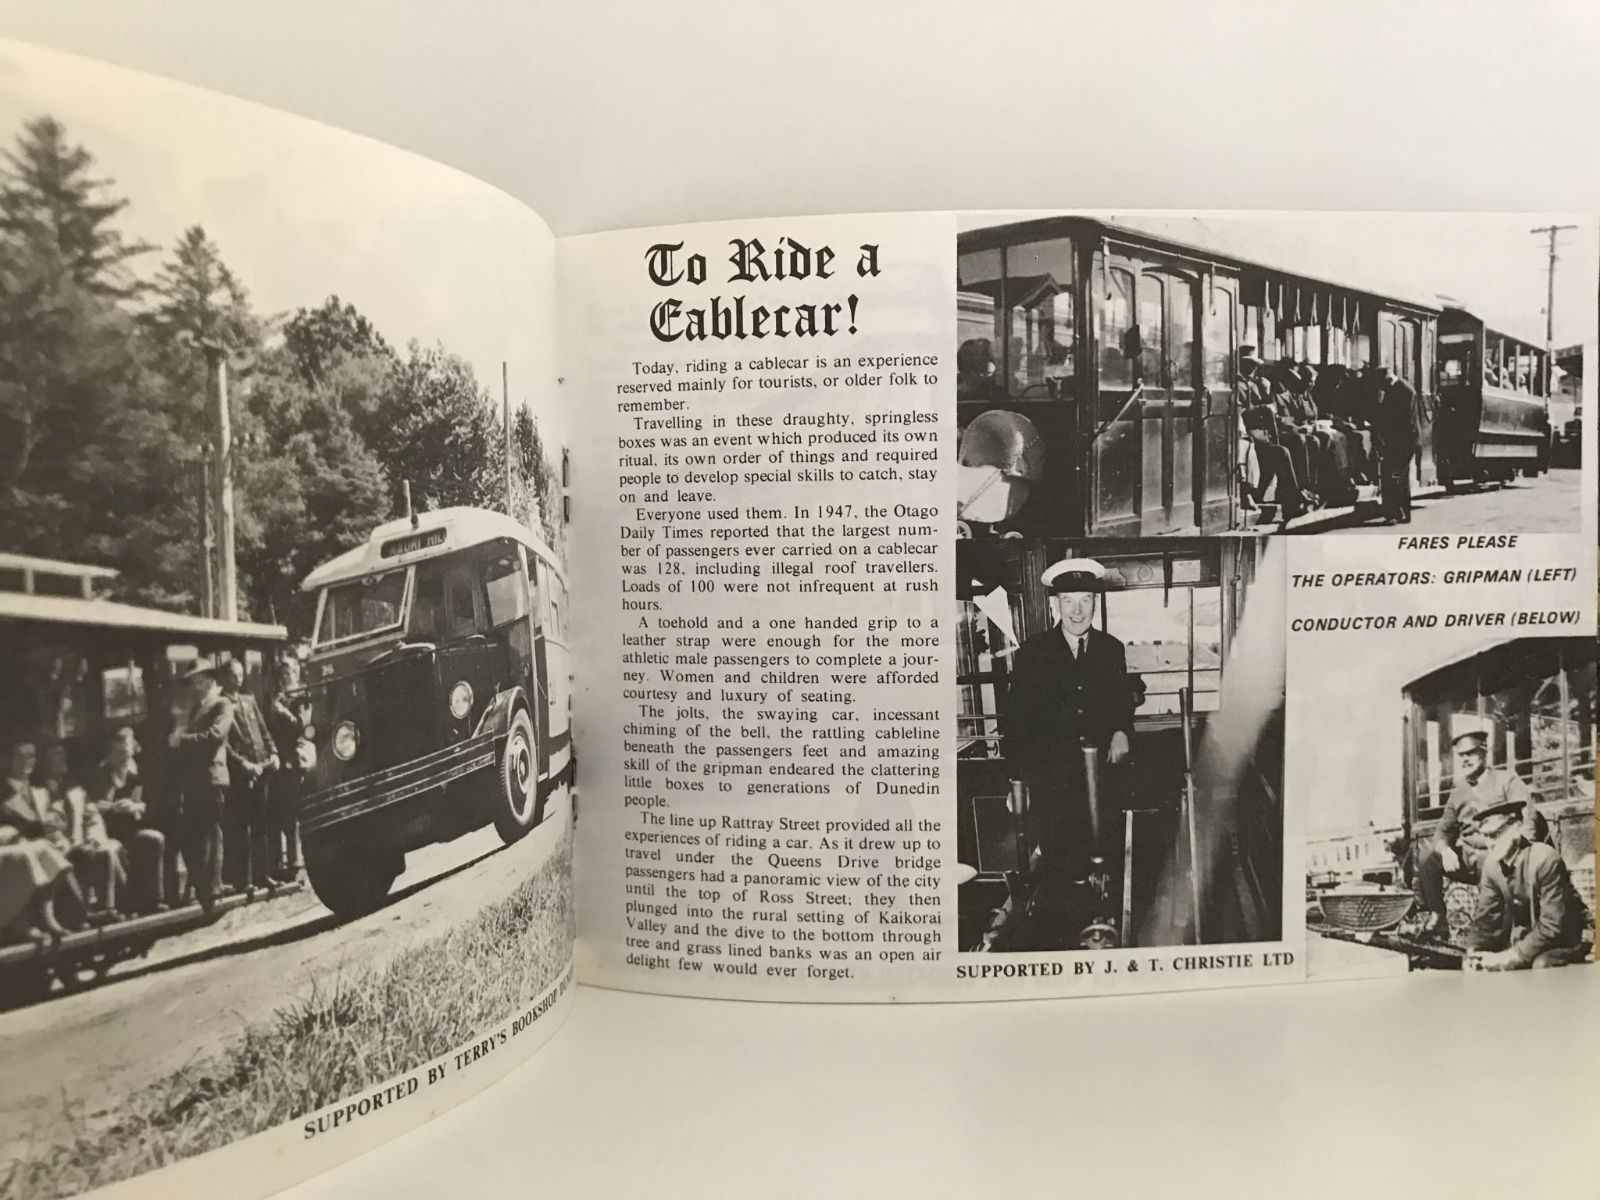 MAORI HILL
25
SUPPORTED BY TERRY'S BOOKSHOP
To Ride a
Cablecar!
Today, riding a cablecar is an experience
reserved mainly for tourists, or older folk to
remember.
Travelling in these draughty, springless
boxes was an event which produced its own
ritual, its own order of things and required
people to develop special skills to catch, stay
on and leave.
Everyone used them. In 1947, the Otago
Daily Times reported that the largest num-
ber of passengers ever carried on a cablecar
was 128, including illegal roof travellers.
Loads of 100 were not infrequent at rush
hours.
A toehold and a one handed grip to a
leather strap were enough for the more
athletic male passengers to complete a jour-
ney. Women and children were afforded
courtesy and luxury of seating.
The jolts, the swaying car, incessant
chiming of the bell, the rattling cableline
beneath the passengers feet and amazing
skill of the gripman endeared the clattering
little boxes to generations of Dunedin
people.
The line up Rattray Street provided all the
experiences of riding a car. As it drew up to
travel under the Queens Drive bridge
passengers had a panoramic view of the city
until the top of Ross Street; they then
plunged into the rural setting of Kaikorai
Valley and the dive to the bottom through
tree and grass lined banks was an open air
delight few would ever forget.
FARES PLEASE
THE OPERATORS: GRIPMAN (LEFT)
CONDUCTOR AND DRIVER (BELOW)
SUPPORTED BY J. & T. CHRISTIE LTD